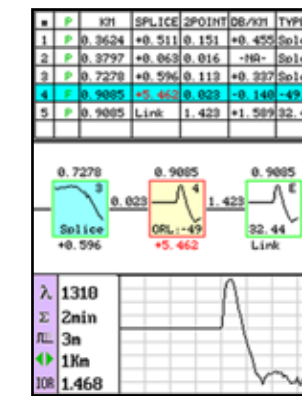 ▪ P KM SPLICE 2POINT DB/KM TYPE
1 P 0.3624 +0.511 0.151 +0.455 Spl
2 P 0.3797 +0.063 0.016 -NA- Spl
3 P 0.7278 +0.596 0.113 +0.337 Spl
4 F 0.9085 +5.462 0.023 -0.140 -49
5 P 0.9085 Link 1.423 +1.589 32.4
0.7278 0.9085 0.9085
3 4 E
0.023 1.423
Splice ORL:-49 32.44
+0.596 +5.462 Link
λ 1310
Σ 2min
3m
1Km
IOR 1.468